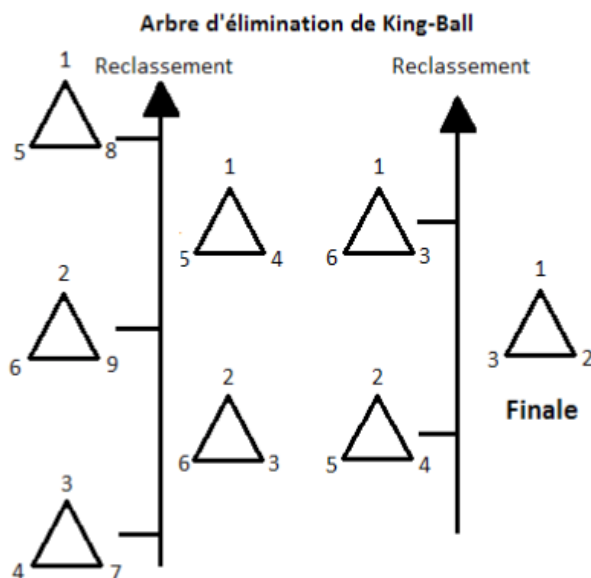 Arbre d'élimination de King-Ball
1 Reclassement Reclassement
5 8
1 1
5 4 6 3
2 1
6 9 3 2
2 2 Finale
6 3 5 4
3
4 7